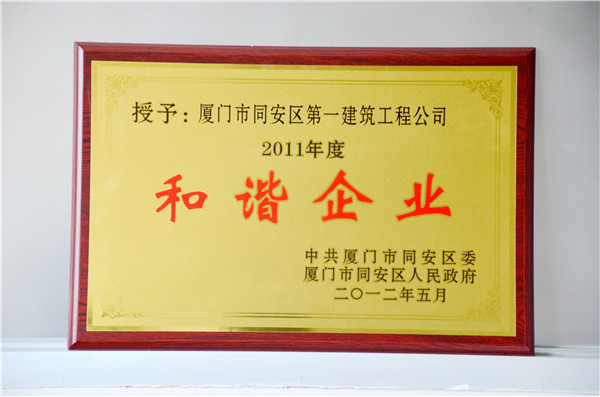 授予：厦门市同安区第一建筑工程公司
2011年度
和谐企业
中共厦门市同安区委
厦门市同安区人民政府
二〇一二年五月